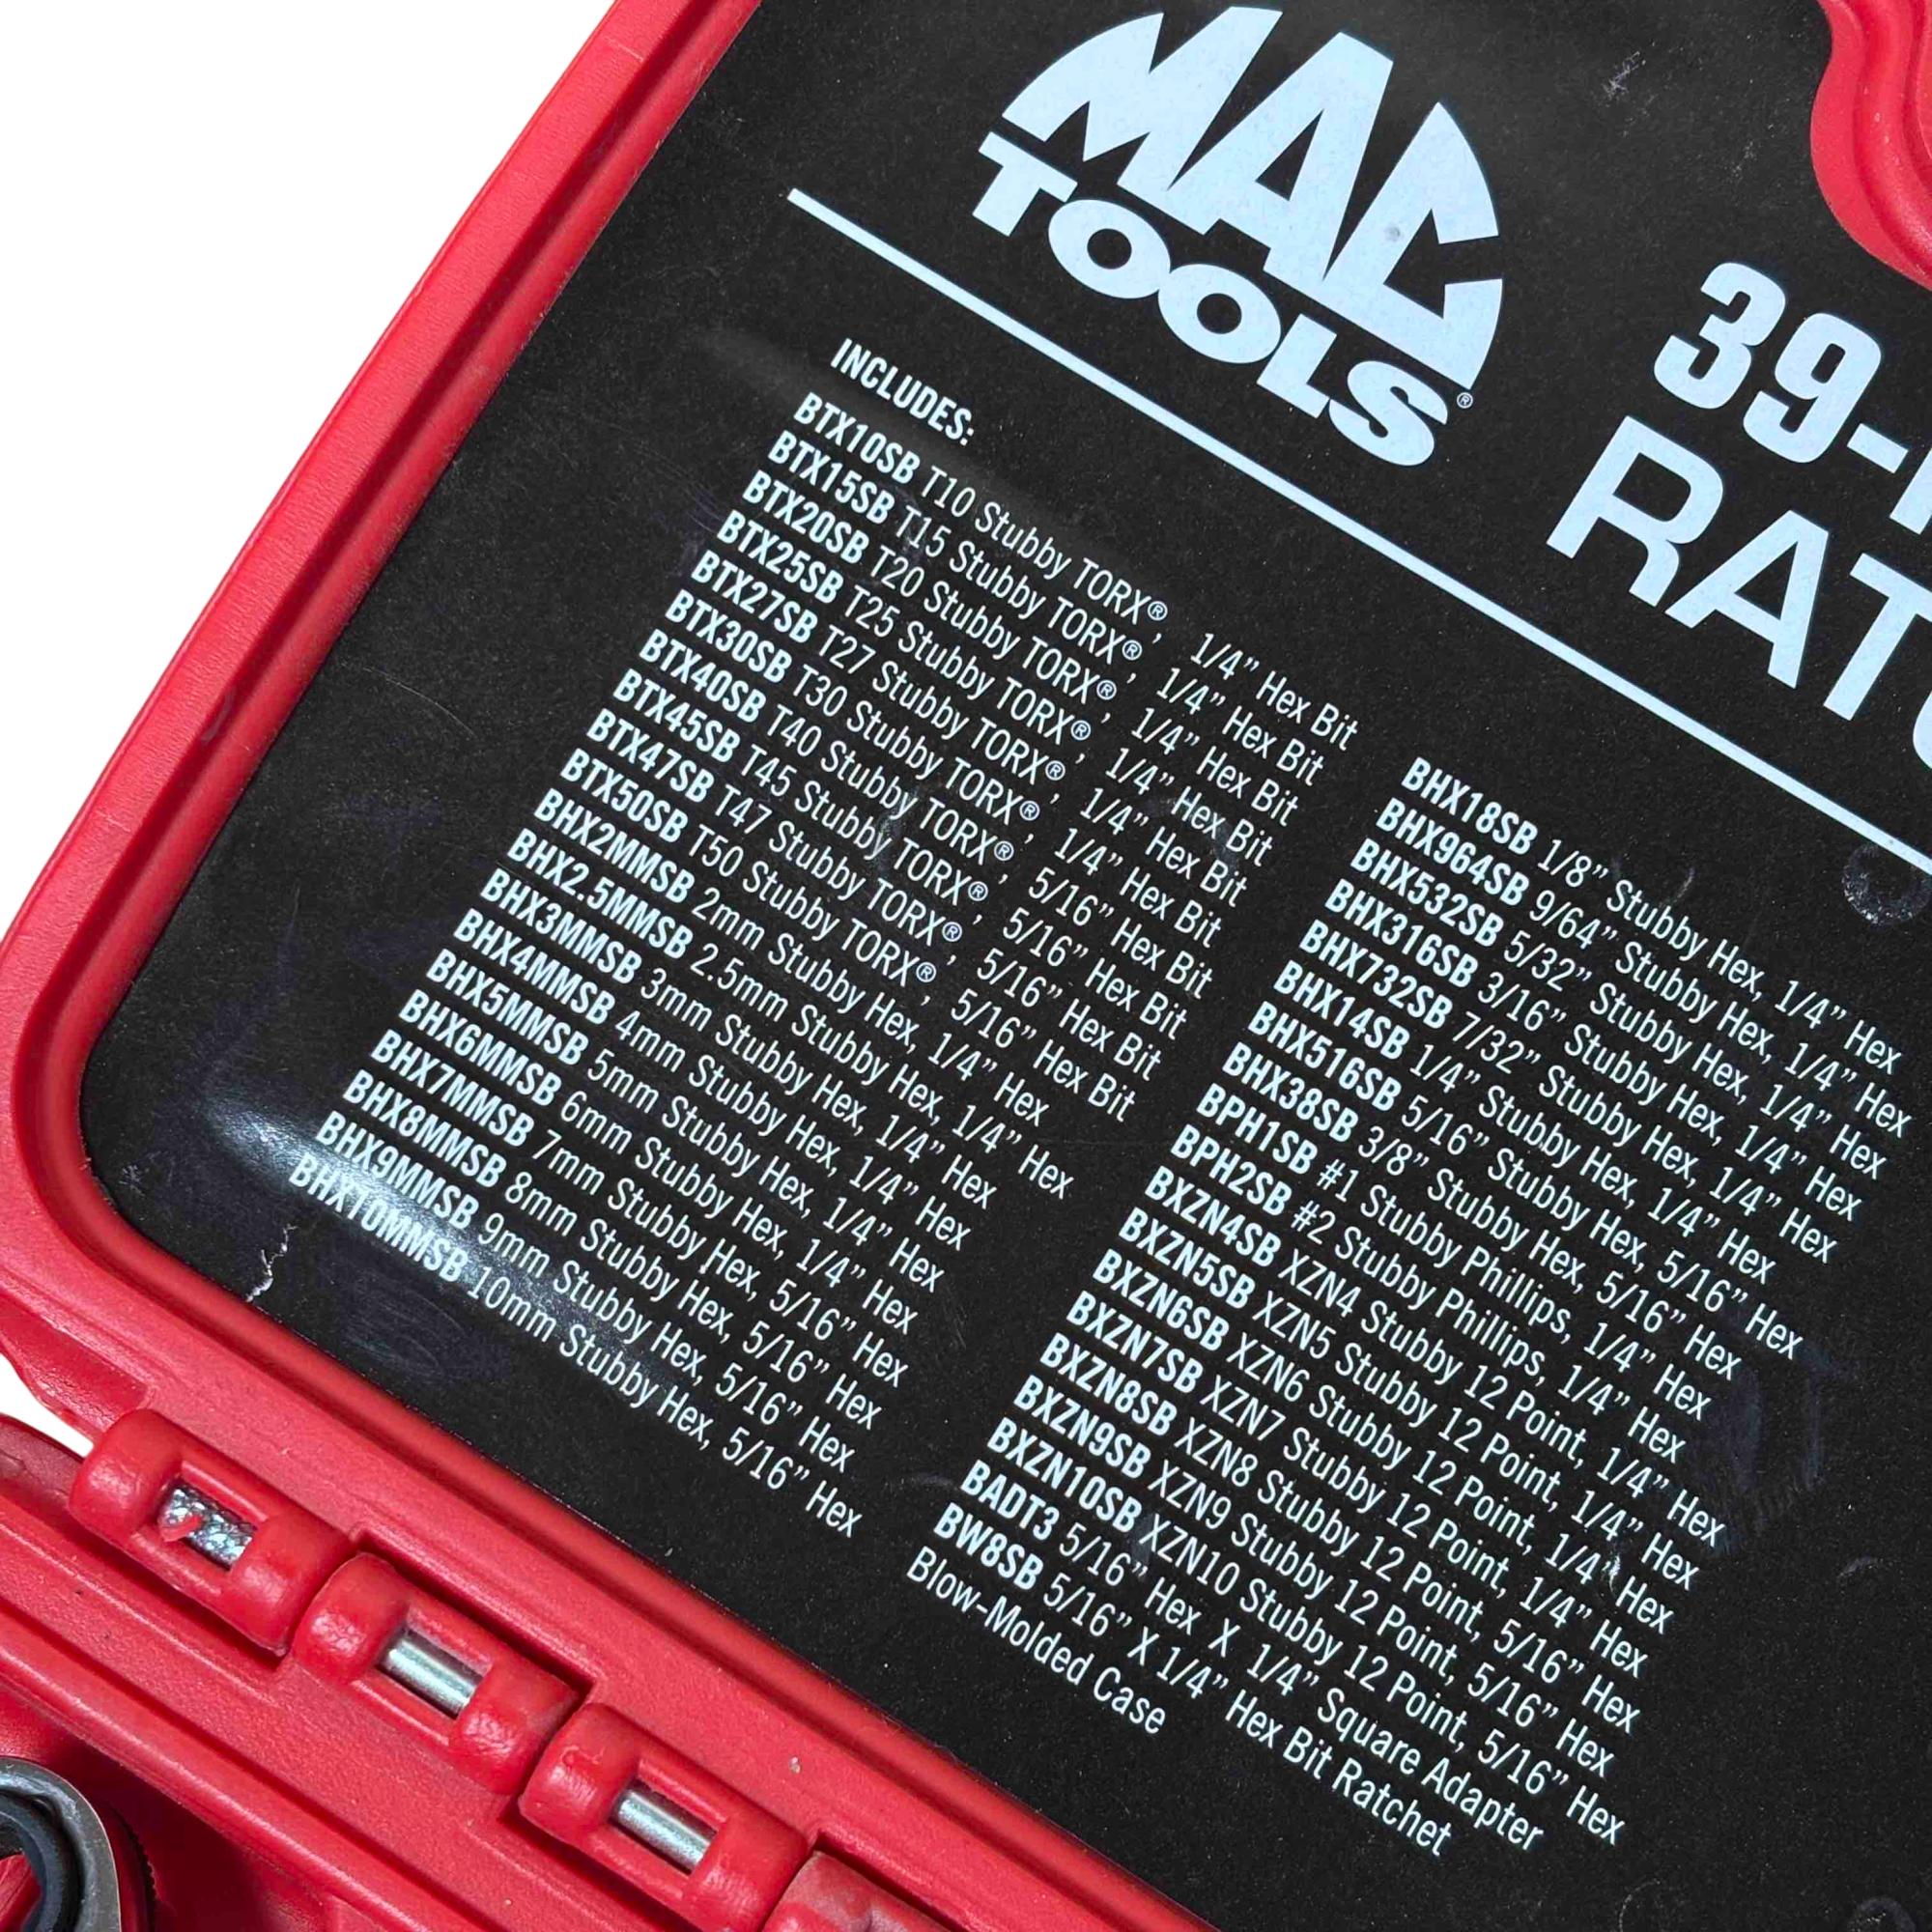 MAC
TOOLS®
39-
RAT
INCLUDES:
BTX10SB T10 Stubby TORX®, 1/4" Hex Bit
BTX15SB T15 Stubby TORX®, 1/4" Hex Bit
BTX20SB T20 Stubby TORX®, 1/4" Hex Bit
BTX25SB T25 Stubby TORX®, 1/4" Hex Bit
BTX27SB T27 Stubby TORX®, 1/4" Hex Bit
BTX30SB T30 Stubby TORX®, 1/4" Hex Bit
BTX40SB T40 Stubby TORX®, 5/16" Hex Bit
BTX45SB T45 Stubby TORX®, 5/16" Hex Bit
BTX47SB T47 Stubby TORX®, 5/16" Hex Bit
BTX50SB T50 Stubby TORX®, 5/16" Hex Bit
BHX2MMSB 2mm Stubby Hex, 1/4" Hex
BHX2.5MMSB 2.5mm Stubby Hex, 1/4" Hex
BHX3MMSB 3mm Stubby Hex, 1/4" Hex
BHX4MMSB 4mm Stubby Hex, 1/4" Hex
BHX5MMSB 5mm Stubby Hex, 1/4" Hex
BHX6MMSB 6mm Stubby Hex, 1/4" Hex
BHX7MMSB 7mm Stubby Hex, 5/16" Hex
BHX8MMSB 8mm Stubby Hex, 5/16" Hex
BHX9MMSB 9mm Stubby Hex, 5/16" Hex
BHX10MMSB 10mm Stubby Hex, 5/16" Hex
BHX18SB 1/8" Stubby Hex, 1/4" Hex
BHX964SB 9/64" Stubby Hex, 1/4" Hex
BHX532SB 5/32" Stubby Hex, 1/4" Hex
BHX316SB 3/16" Stubby Hex, 1/4" Hex
BHX732SB 7/32" Stubby Hex, 1/4" Hex
BHX14SB 1/4" Stubby Hex, 1/4" Hex
BHX516SB 5/16" Stubby Hex, 5/16" Hex
BHX38SB 3/8" Stubby Hex, 5/16" Hex
BPH1SB #1 Stubby Phillips, 1/4" Hex
BPH2SB #2 Stubby Phillips, 1/4" Hex
BXZN4SB XZN4 Stubby 12 Point, 1/4" Hex
BXZN5SB XZN5 Stubby 12 Point, 1/4" Hex
BXZN6SB XZN6 Stubby 12 Point, 1/4" Hex
BXZN7SB XZN7 Stubby 12 Point, 1/4" Hex
BXZN8SB XZN8 Stubby 12 Point, 5/16" Hex
BXZN9SB XZN9 Stubby 12 Point, 5/16" Hex
BXZN10SB XZN10 Stubby 12 Point, 5/16" Hex
BADT3 5/16" Hex X 1/4" Square Adapter
BW8SB 5/16" X 1/4" Hex Bit Ratchet
Blow-Molded Case